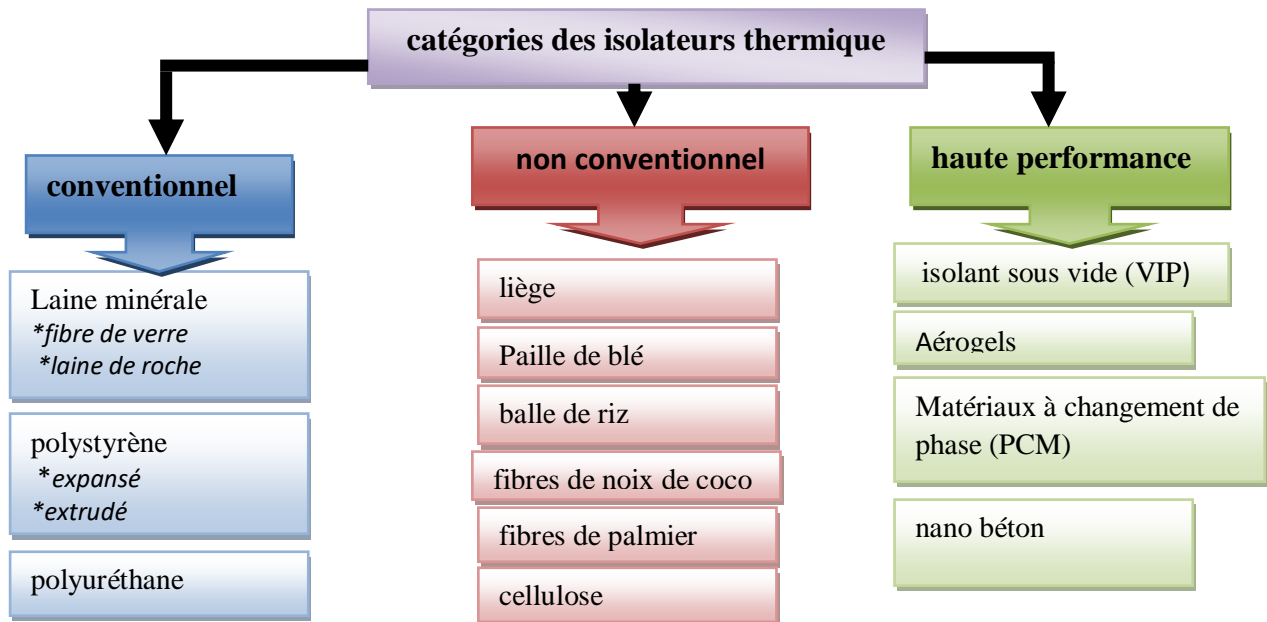 catégories des isolateurs thermique
conventionnel
Laine minérale
*fibre de verre
*laine de roche
polystyrène
*expansé
*extrudé
polyuréthane
non conventionnel
liège
Paille de blé
balle de riz
fibres de noix de coco
fibres de palmier
cellulose
haute performance
isolant sous vide (VIP)
Aérogels
Matériaux à changement de
phase (PCM)
nano béton